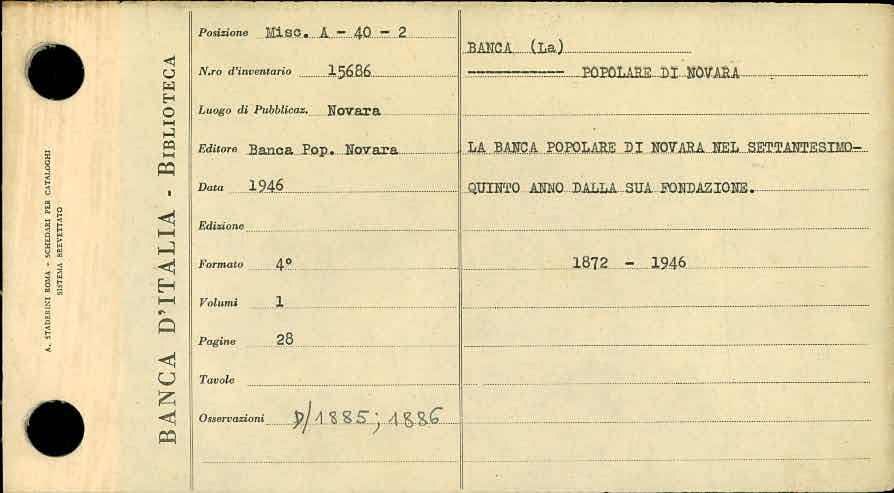 A. STADERINI ROMA - SCHEDARI PER CATALOGHI
SISTEMA BREVETTATO
BANCA D'ITALIA - BIBLIOTECA
Posizione Misc. A - 40 - 2
N.ro d'inventario 15686
Luogo di Pubblicaz. Novara
Editore Banca Pop. Novara
Data 1946
Edizione
Formato 4°
Volumi 1
Pagine 28
Tavole
Osservazioni D/1885; 1886
BANCA (La)
----------- POPOLARE DI NOVARA
LA BANCA POPOLARE DI NOVARA NEL SETTANTESIMO-
QUINTO ANNO DALLA SUA FONDAZIONE.
1872 - 1946